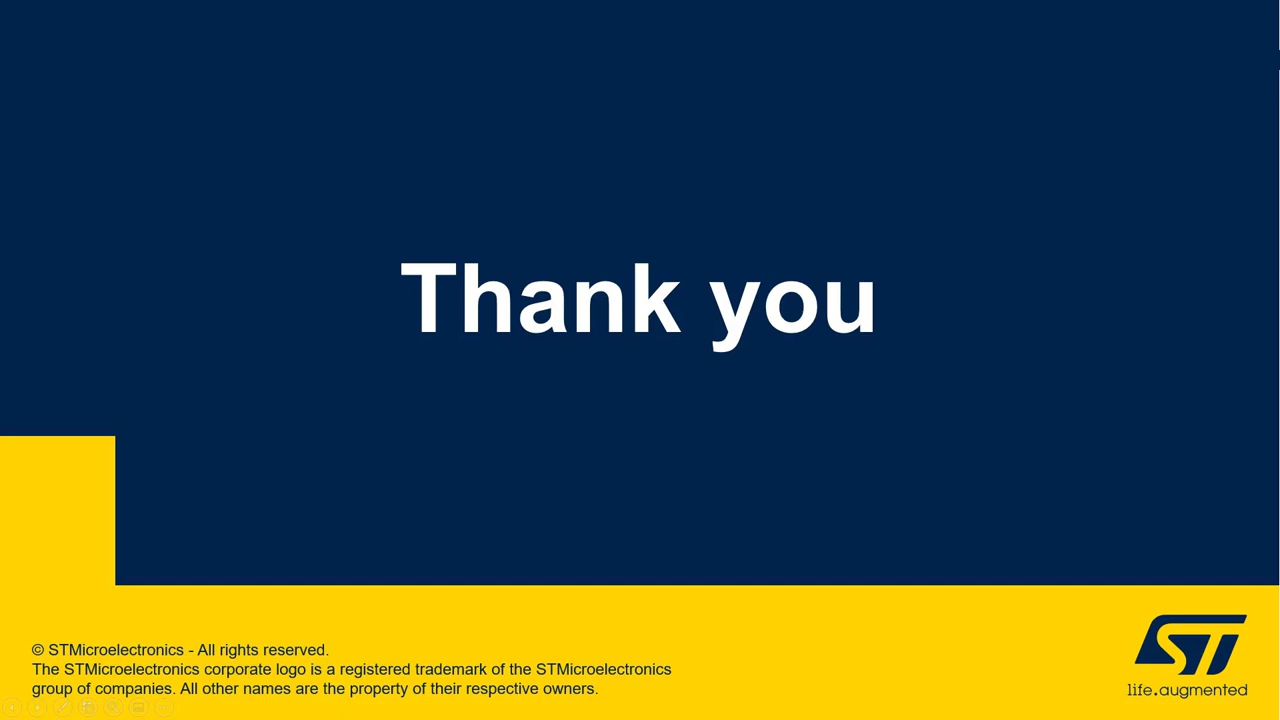 Thank you
© STMicroelectronics - All rights reserved.
The STMicroelectronics corporate logo is a registered trademark of the STMicroelectronics
group of companies. All other names are the property of their respective owners.
ST
life.augmented